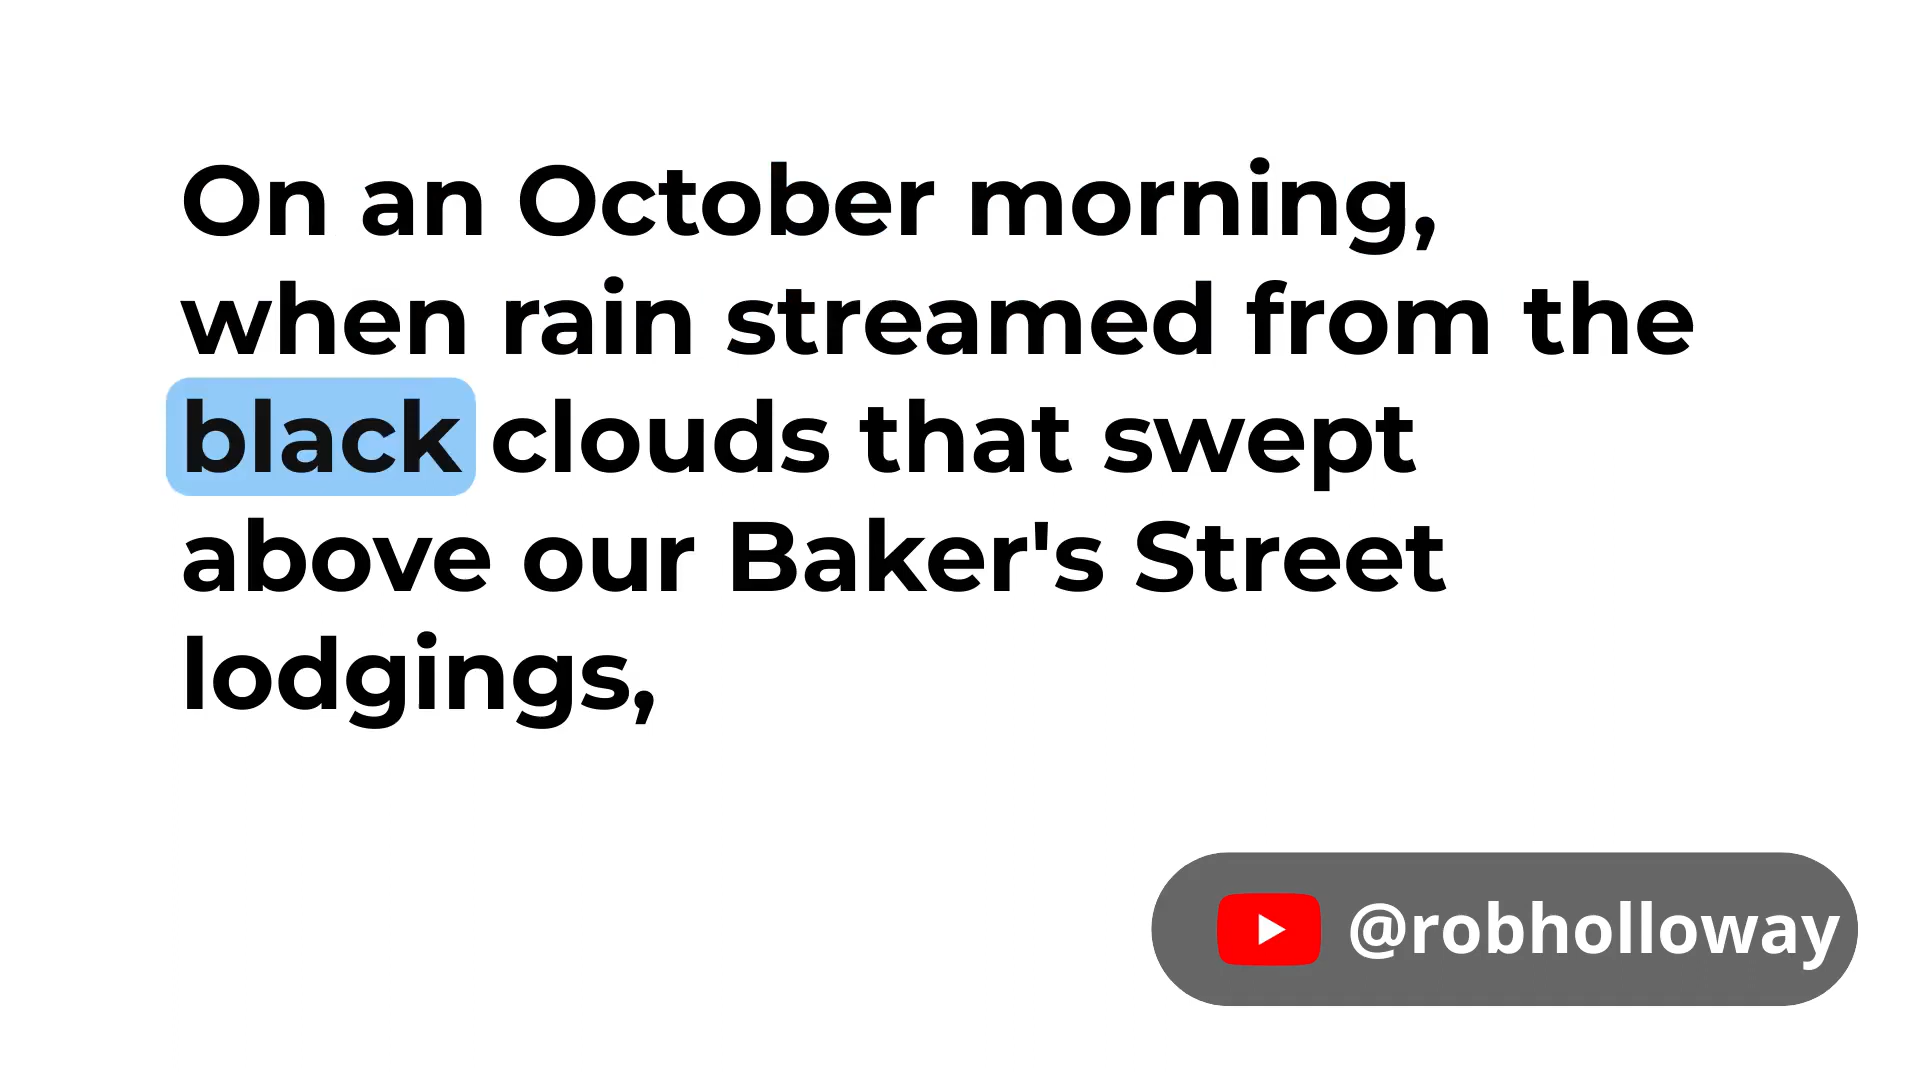 On an October morning,
when rain streamed from the
black clouds that swept
above our Baker's Street
lodgings,
@robholloway